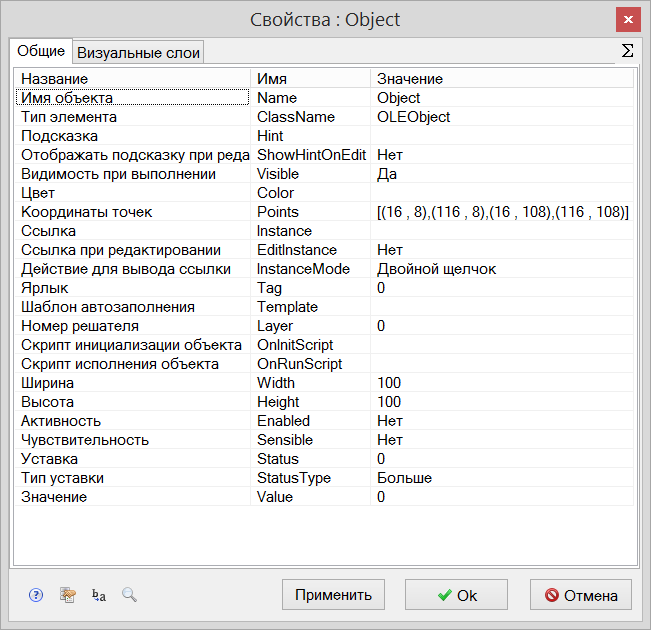 Свойства : Object
Общие Визуальные слои Σ
Название Имя Значение
Имя объекта Name Object
Тип элемента ClassName OLEObject
Подсказка Hint
Отображать подсказку при реда ShowHintOnEdit Нет
Видимость при выполнении Visible Да
Цвет Color
Координаты точек Points [(16 , 8),(116 , 8),(16 , 108),(116 , 108)]
Ссылка Instance
Ссылка при редактировании EditInstance Нет
Действие для вывода ссылки InstanceMode Двойной щелчок
Ярлык Tag 0
Шаблон автозаполнения Template
Номер решателя Layer 0
Скрипт инициализации объекта OnInitScript
Скрипт исполнения объекта OnRunScript
Ширина Width 100
Высота Height 100
Активность Enabled Нет
Чувствительность Sensible Нет
Уставка Status 0
Тип уставки StatusType Больше
Значение Value 0
? b a Применить Ok Отмена